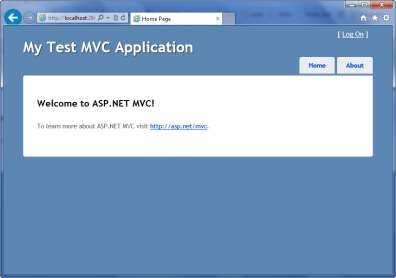 http://localhost:26
Home Page
[ Log On ]
My Test MVC Application
Home
About
Welcome to ASP.NET MVC!
To learn more about ASP.NET MVC visit http://asp.net/mvc.